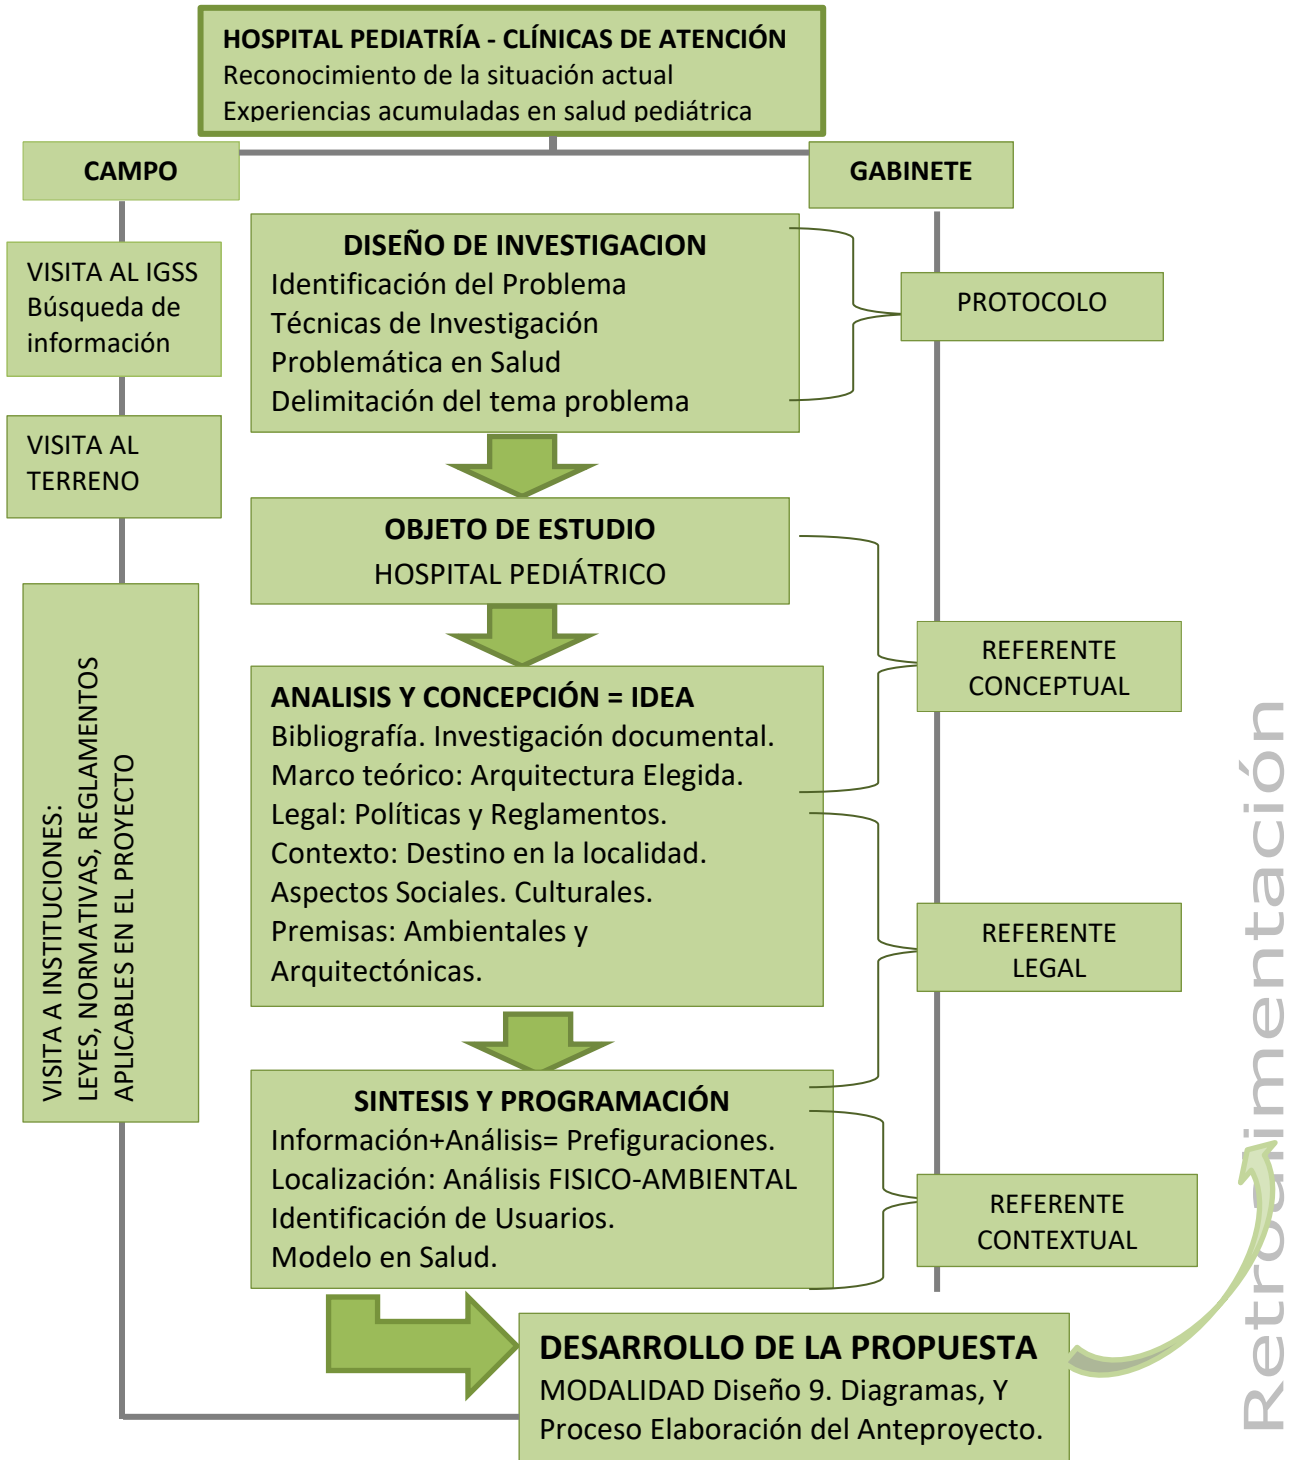 HOSPITAL PEDIATRÍA - CLÍNICAS DE ATENCIÓN
Reconocimiento de la situación actual
Experiencias acumuladas en salud pediátrica
CAMPO
GABINETE
VISITA AL IGSS
Búsqueda de
información
VISITA AL
TERRENO
VISITA A INSTITUCIONES:
LEYES, NORMATIVAS, REGLAMENTOS
APLICABLES EN EL PROYECTO
DISEÑO DE INVESTIGACION
Identificación del Problema
Técnicas de Investigación
Problemática en Salud
Delimitación del tema problema
PROTOCOLO
OBJETO DE ESTUDIO
HOSPITAL PEDIÁTRICO
REFERENTE
CONCEPTUAL
ANALISIS Y CONCEPCIÓN = IDEA
Bibliografía. Investigación documental.
Marco teórico: Arquitectura Elegida.
Legal: Políticas y Reglamentos.
Contexto: Destino en la localidad.
Aspectos Sociales. Culturales.
Premisas: Ambientales y
Arquitectónicas.
REFERENTE
LEGAL
SINTESIS Y PROGRAMACIÓN
Información+Análisis= Prefiguraciones.
Localización: Análisis FISICO-AMBIENTAL
Identificación de Usuarios.
Modelo en Salud.
REFERENTE
CONTEXTUAL
DESARROLLO DE LA PROPUESTA
MODALIDAD Diseño 9. Diagramas, Y
Proceso Elaboración del Anteproyecto.
Retroalimentación